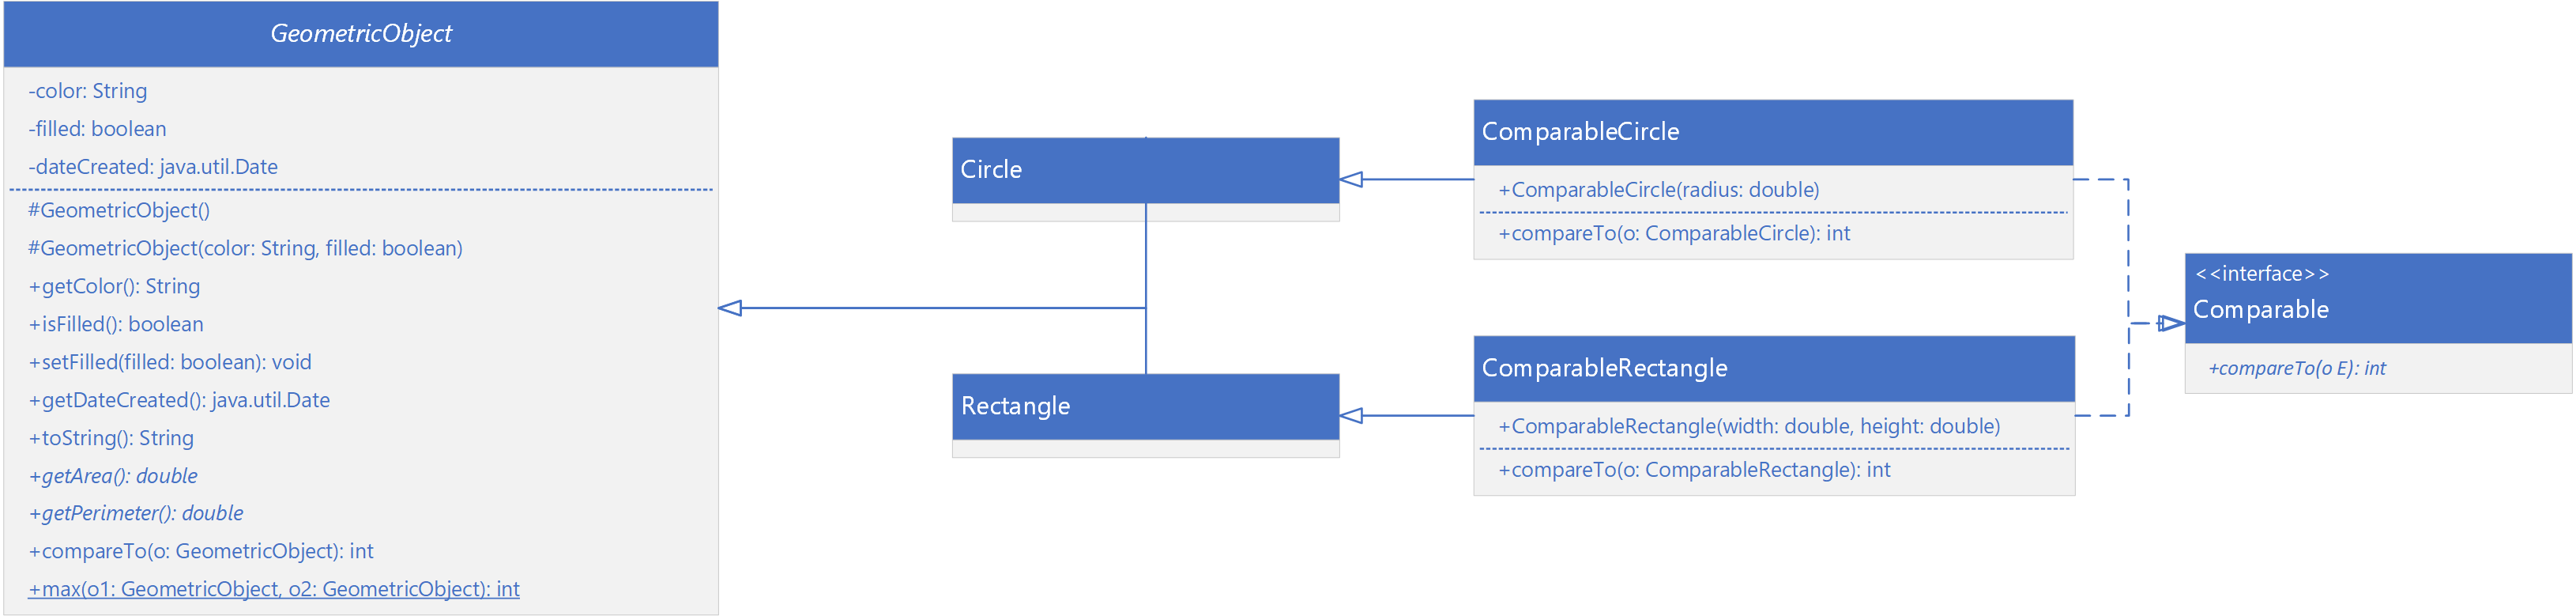 GeometricObject
-color: String
-filled: boolean
-dateCreated: java.util.Date
#GeometricObject()
#GeometricObject(color: String, filled: boolean)
+getColor(): String
+isFilled(): boolean
+setFilled(filled: boolean): void
+getDateCreated(): java.util.Date
+toString(): String
+getArea(): double
+getPerimeter(): double
+compareTo(o: GeometricObject): int
+max(o1: GeometricObject, o2: GeometricObject): int
Circle
Rectangle
ComparableCircle
+ComparableCircle(radius: double)
+compareTo(o: ComparableCircle): int
ComparableRectangle
+ComparableRectangle(width: double, height: double)
+compareTo(o: ComparableRectangle): int
<<interface>>
Comparable
+compareTo(o E): int